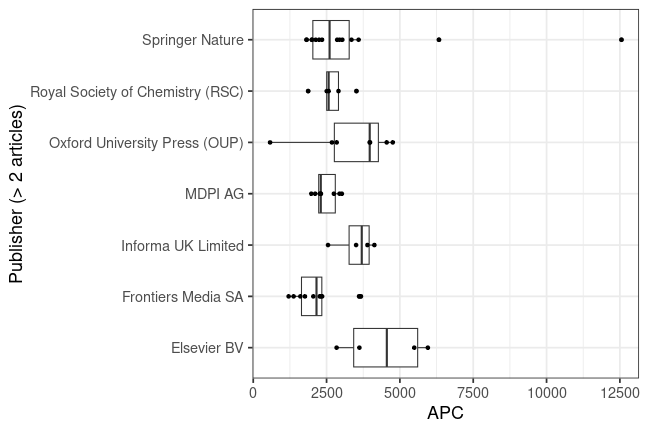 Publisher (> 2 articles)
Springer Nature
Royal Society of Chemistry (RSC)
Oxford University Press (OUP)
MDPI AG
Informa UK Limited
Frontiers Media SA
Elsevier BV
0 2500 5000 7500 10000 12500
APC